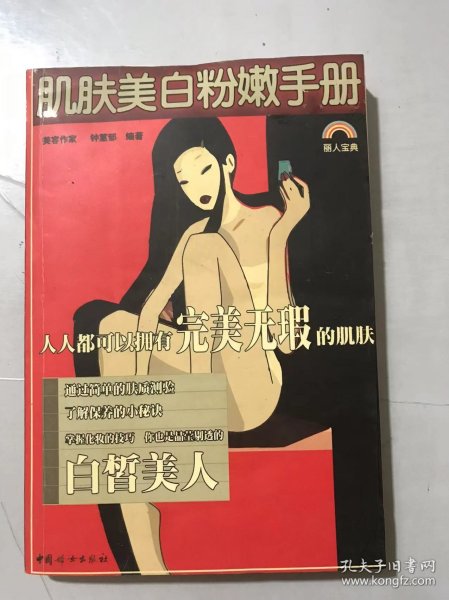 肌肤美白粉嫩手册
美容作家 钟蕙郁 编著
丽人宝典
人人都可以拥有完美无瑕的肌肤
通过简单的肤质测验
了解保养的小秘诀
掌握化妆的技巧 你也是晶莹剔透的
白皙美人
中国妇女出版社
孔夫子旧书网
www.kongfz.com